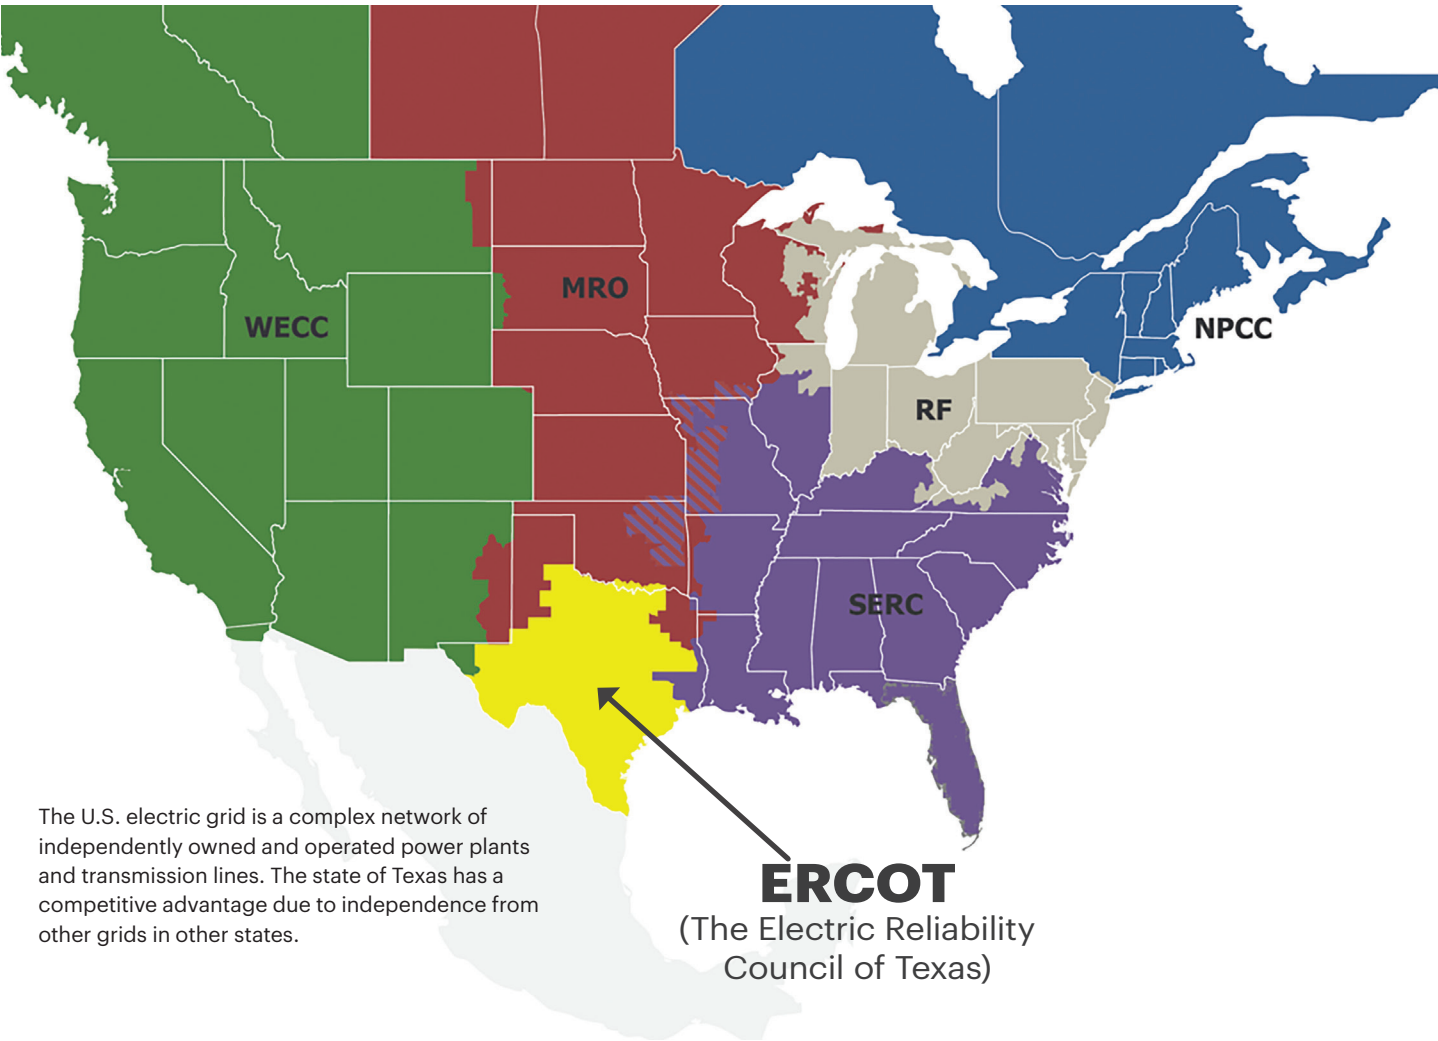 MRO
WECC
NPCC
RF
SERC
The U.S. electric grid is a complex network of
independently owned and operated power plants
and transmission lines. The state of Texas has a
competitive advantage due to independence from
other grids in other states.
ERCOT
(The Electric Reliability
Council of Texas)